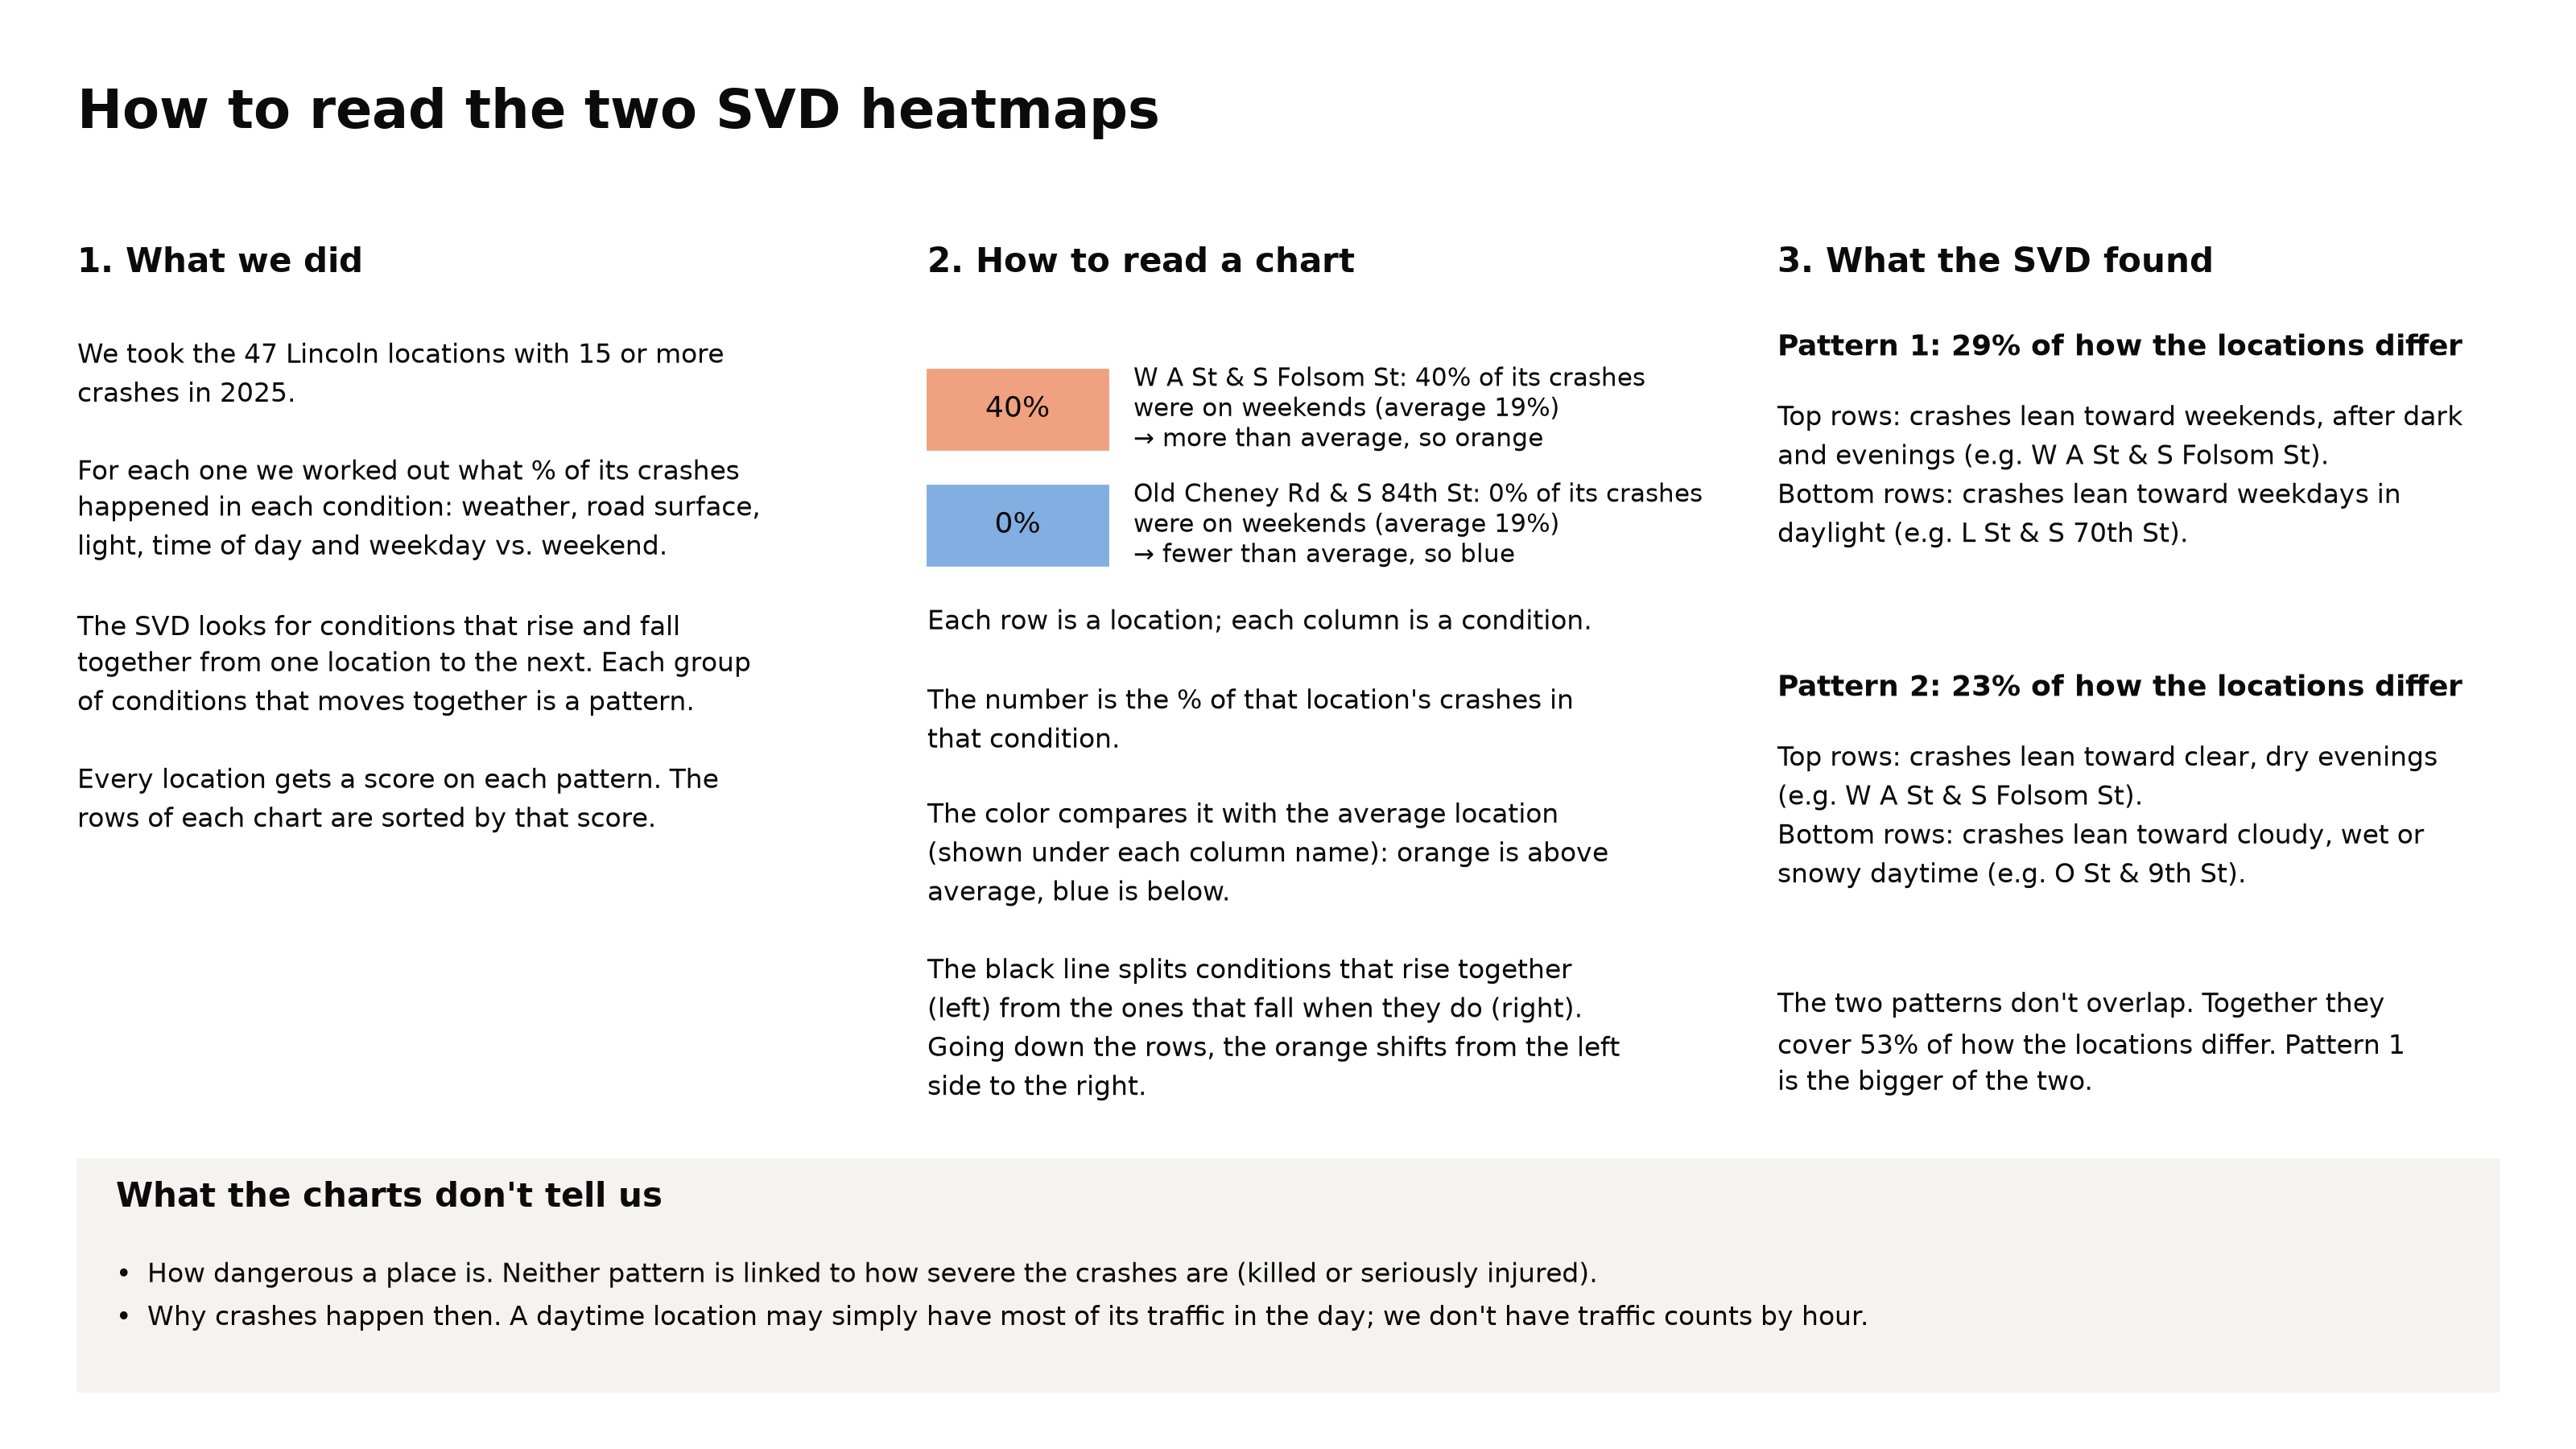 How to read the two SVD heatmaps
1. What we did
We took the 47 Lincoln locations with 15 or more
crashes in 2025.
For each one we worked out what % of its crashes
happened in each condition: weather, road surface,
light, time of day and weekday vs. weekend.
The SVD looks for conditions that rise and fall
together from one location to the next. Each group
of conditions that moves together is a pattern.
Every location gets a score on each pattern. The
rows of each chart are sorted by that score.
2. How to read a chart
40%
W A St & S Folsom St: 40% of its crashes
were on weekends (average 19%)
→ more than average, so orange
0%
Old Cheney Rd & S 84th St: 0% of its crashes
were on weekends (average 19%)
→ fewer than average, so blue
Each row is a location; each column is a condition.
The number is the % of that location's crashes in
that condition.
The color compares it with the average location
(shown under each column name): orange is above
average, blue is below.
The black line splits conditions that rise together
(left) from the ones that fall when they do (right).
Going down the rows, the orange shifts from the left
side to the right.
3. What the SVD found
Pattern 1: 29% of how the locations differ
Top rows: crashes lean toward weekends, after dark
and evenings (e.g. W A St & S Folsom St).
Bottom rows: crashes lean toward weekdays in
daylight (e.g. L St & S 70th St).
Pattern 2: 23% of how the locations differ
Top rows: crashes lean toward clear, dry evenings
(e.g. W A St & S Folsom St).
Bottom rows: crashes lean toward cloudy, wet or
snowy daytime (e.g. O St & 9th St).
The two patterns don't overlap. Together they
cover 53% of how the locations differ. Pattern 1
is the bigger of the two.
What the charts don't tell us
• How dangerous a place is. Neither pattern is linked to how severe the crashes are (killed or seriously injured).
• Why crashes happen then. A daytime location may simply have most of its traffic in the day; we don't have traffic counts by hour.